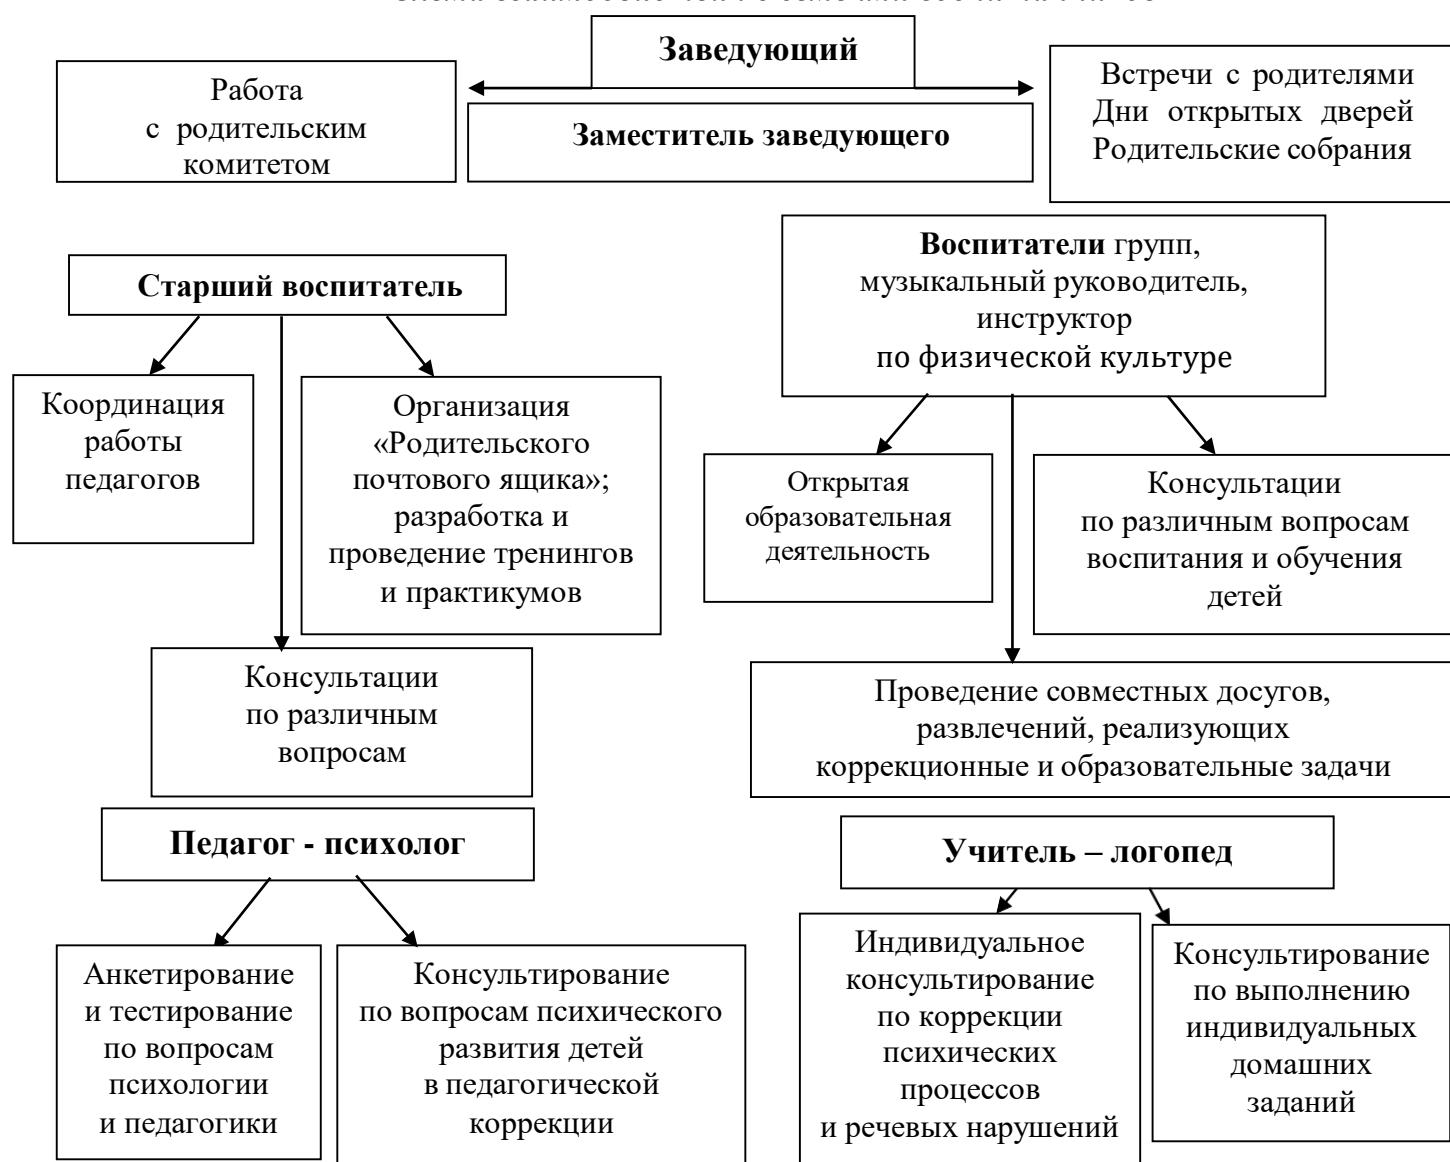 Заведующий
Работа
с родительским
комитетом
Заместитель заведующего
Встречи с родителями
Дни открытых дверей
Родительские собрания
Старший воспитатель
Воспитатели групп,
музыкальный руководитель,
инструктор
по физической культуре
Координация
работы
педагогов
Организация
«Родительского
почтового ящика»;
разработка и
проведение тренингов
и практикумов
Открытая
образовательная
деятельность
Консультации
по различным вопросам
воспитания и обучения
детей
Консультации
по различным
вопросам
Проведение совместных досугов,
развлечений, реализующих
коррекционные и образовательные задачи
Педагог - психолог
Учитель – логопед
Анкетирование
и тестирование
по вопросам
психологии
и педагогики
Консультирование
по вопросам психического
развития детей
в педагогической
коррекции
Индивидуальное
консультирование
по коррекции
психических
процессов
и речевых нарушений
Консультирование
по выполнению
индивидуальных
домашних
заданий